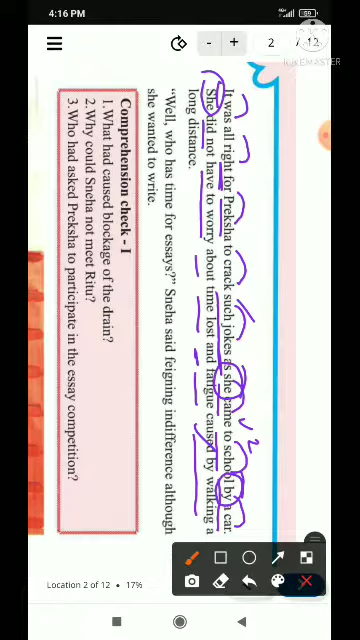 4:16 PM
59
2 / 12
KINEMASTER
It was all right for Preksha to crack such jokes as she came to school by a car.
She did not have to worry about time lost and fatigue caused by walking a
long distance.
"Well, who has time for essays?" Sneha said feigning indifference although
she wanted to write.
Comprehension check - I
1.What had caused blockage of the drain?
2.Why could Sneha not meet Ritu?
3.Who had asked Preksha to participate in the essay competition?
Location 2 of 12 • 17%